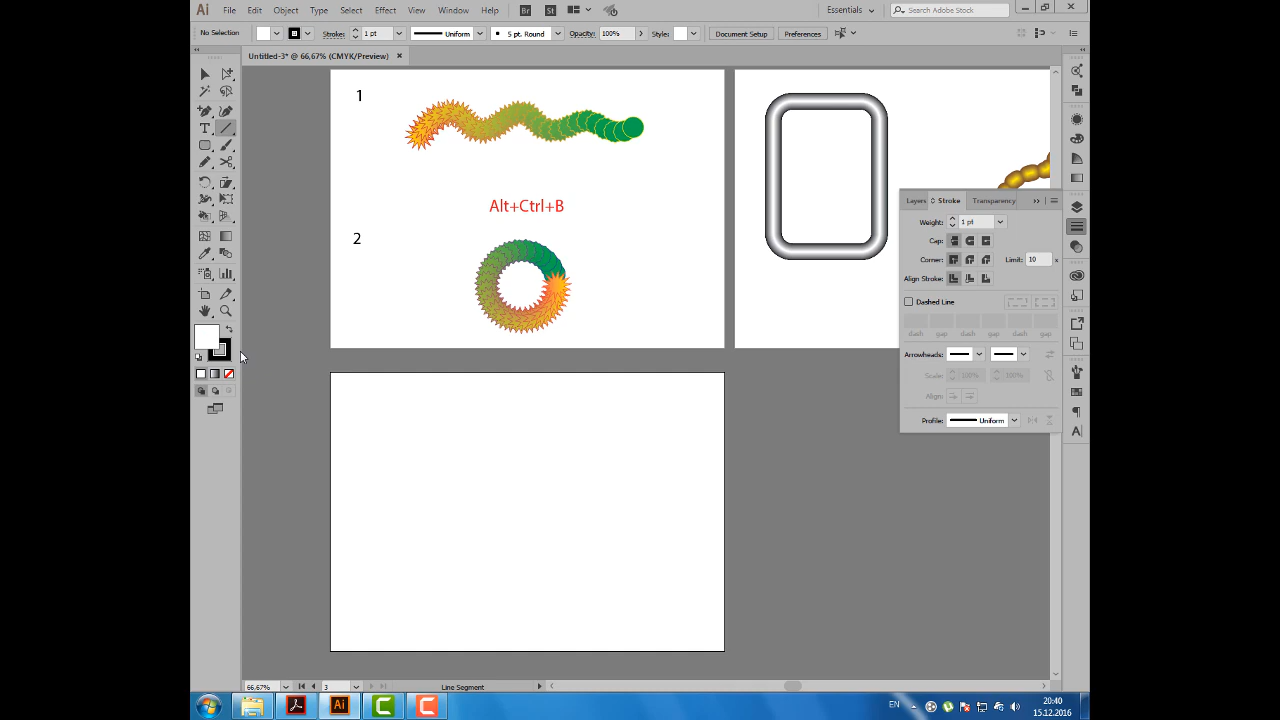 Ai File Edit Object Type Select Effect View Window Help Br St Essentials Search Adobe Stock
No Selection Stroke: 1 pt Uniform 5 pt. Round Opacity: 100% Style: Document Setup Preferences
Untitled-3* @ 66,67% (CMYK/Preview) ×
1
Alt+Ctrl+B
2
Layers Stroke Transparency
Weight: 1 pt
Cap:
Corner: Limit: 10 x
Align Stroke:
Dashed Line
dash gap dash gap dash gap
Arrowheads:
Scale: 100% 100%
Align:
Profile: Uniform
66,67% 3 Line Segment
EN 20:40
15.12.2016